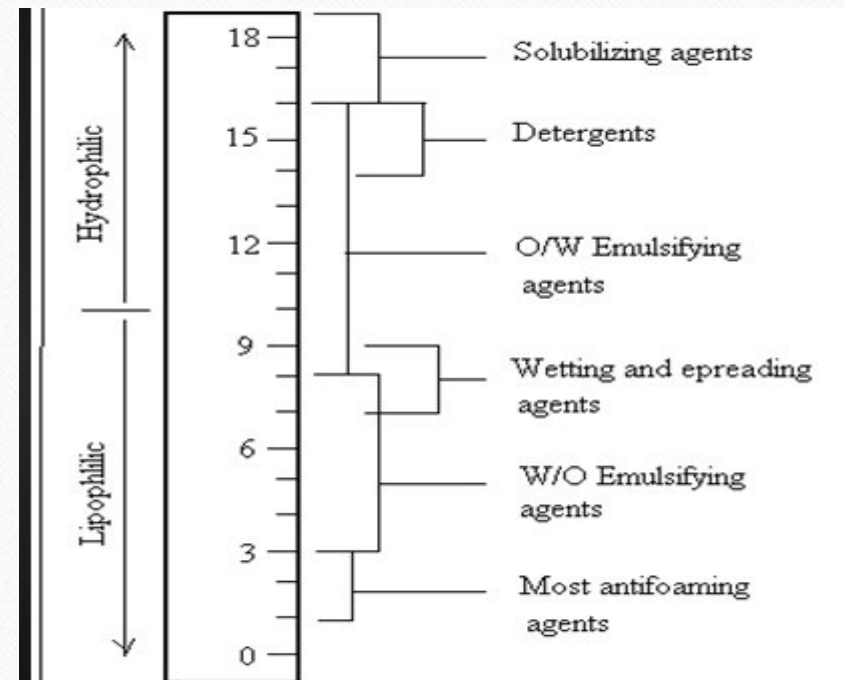 18
Solubilizing agents
15
Detergents
Hydrophilic
12
O/W Emulsifying
agents
9
Wetting and epreading
agents
6
W/O Emulsifying
agents
Lipophlilic
3
Most antifoaming
agents
0